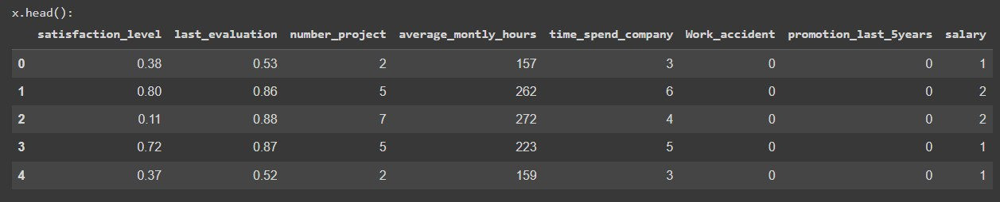 x.head():
satisfaction_level last_evaluation number_project average_montly_hours time_spend_company Work_accident promotion_last_5years salary
0 0.38 0.53 2 157 3 0 0 1
1 0.80 0.86 5 262 6 0 0 2
2 0.11 0.88 7 272 4 0 0 2
3 0.72 0.87 5 223 5 0 0 1
4 0.37 0.52 2 159 3 0 0 1